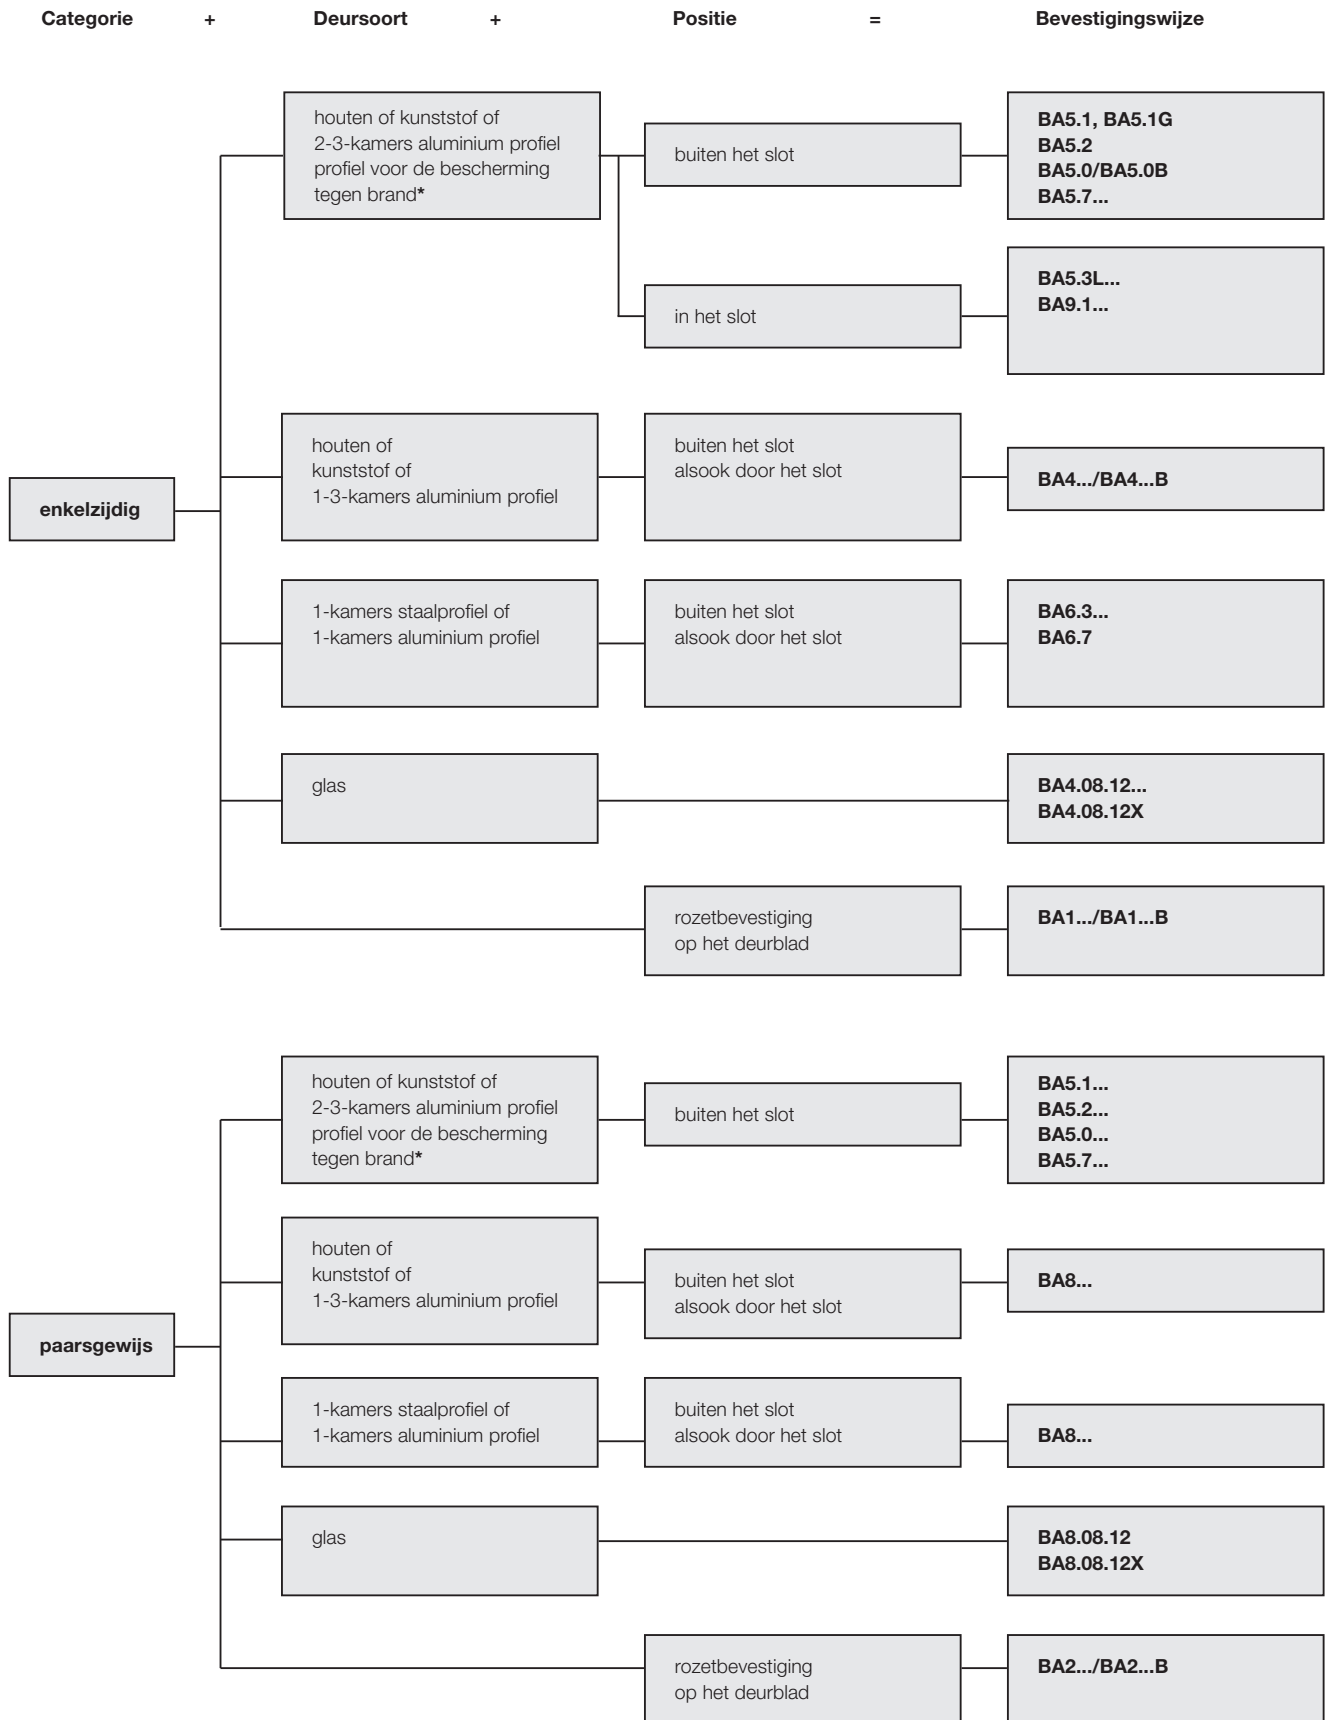 Categorie + Deursoort + Positie = Bevestigingswijze
houten of kunststof of
2-3-kamers aluminium profiel
profiel voor de bescherming
tegen brand*
buiten het slot
BA5.1, BA5.1G
BA5.2
BA5.0/BA5.0B
BA5.7...
in het slot
BA5.3L...
BA9.1...
enkelzijdig
houten of
kunststof of
1-3-kamers aluminium profiel
buiten het slot
alsook door het slot
BA4.../BA4...B
1-kamers staalprofiel of
1-kamers aluminium profiel
buiten het slot
alsook door het slot
BA6.3...
BA6.7
glas
BA4.08.12...
BA4.08.12X
rozetbevestiging
op het deurblad
BA1.../BA1...B
houten of kunststof of
2-3-kamers aluminium profiel
profiel voor de bescherming
tegen brand*
buiten het slot
BA5.1...
BA5.2...
BA5.0...
BA5.7...
paarsgewijs
houten of
kunststof of
1-3-kamers aluminium profiel
buiten het slot
alsook door het slot
BA8...
1-kamers staalprofiel of
1-kamers aluminium profiel
buiten het slot
alsook door het slot
BA8...
glas
BA8.08.12
BA8.08.12X
rozetbevestiging
op het deurblad
BA2.../BA2...B